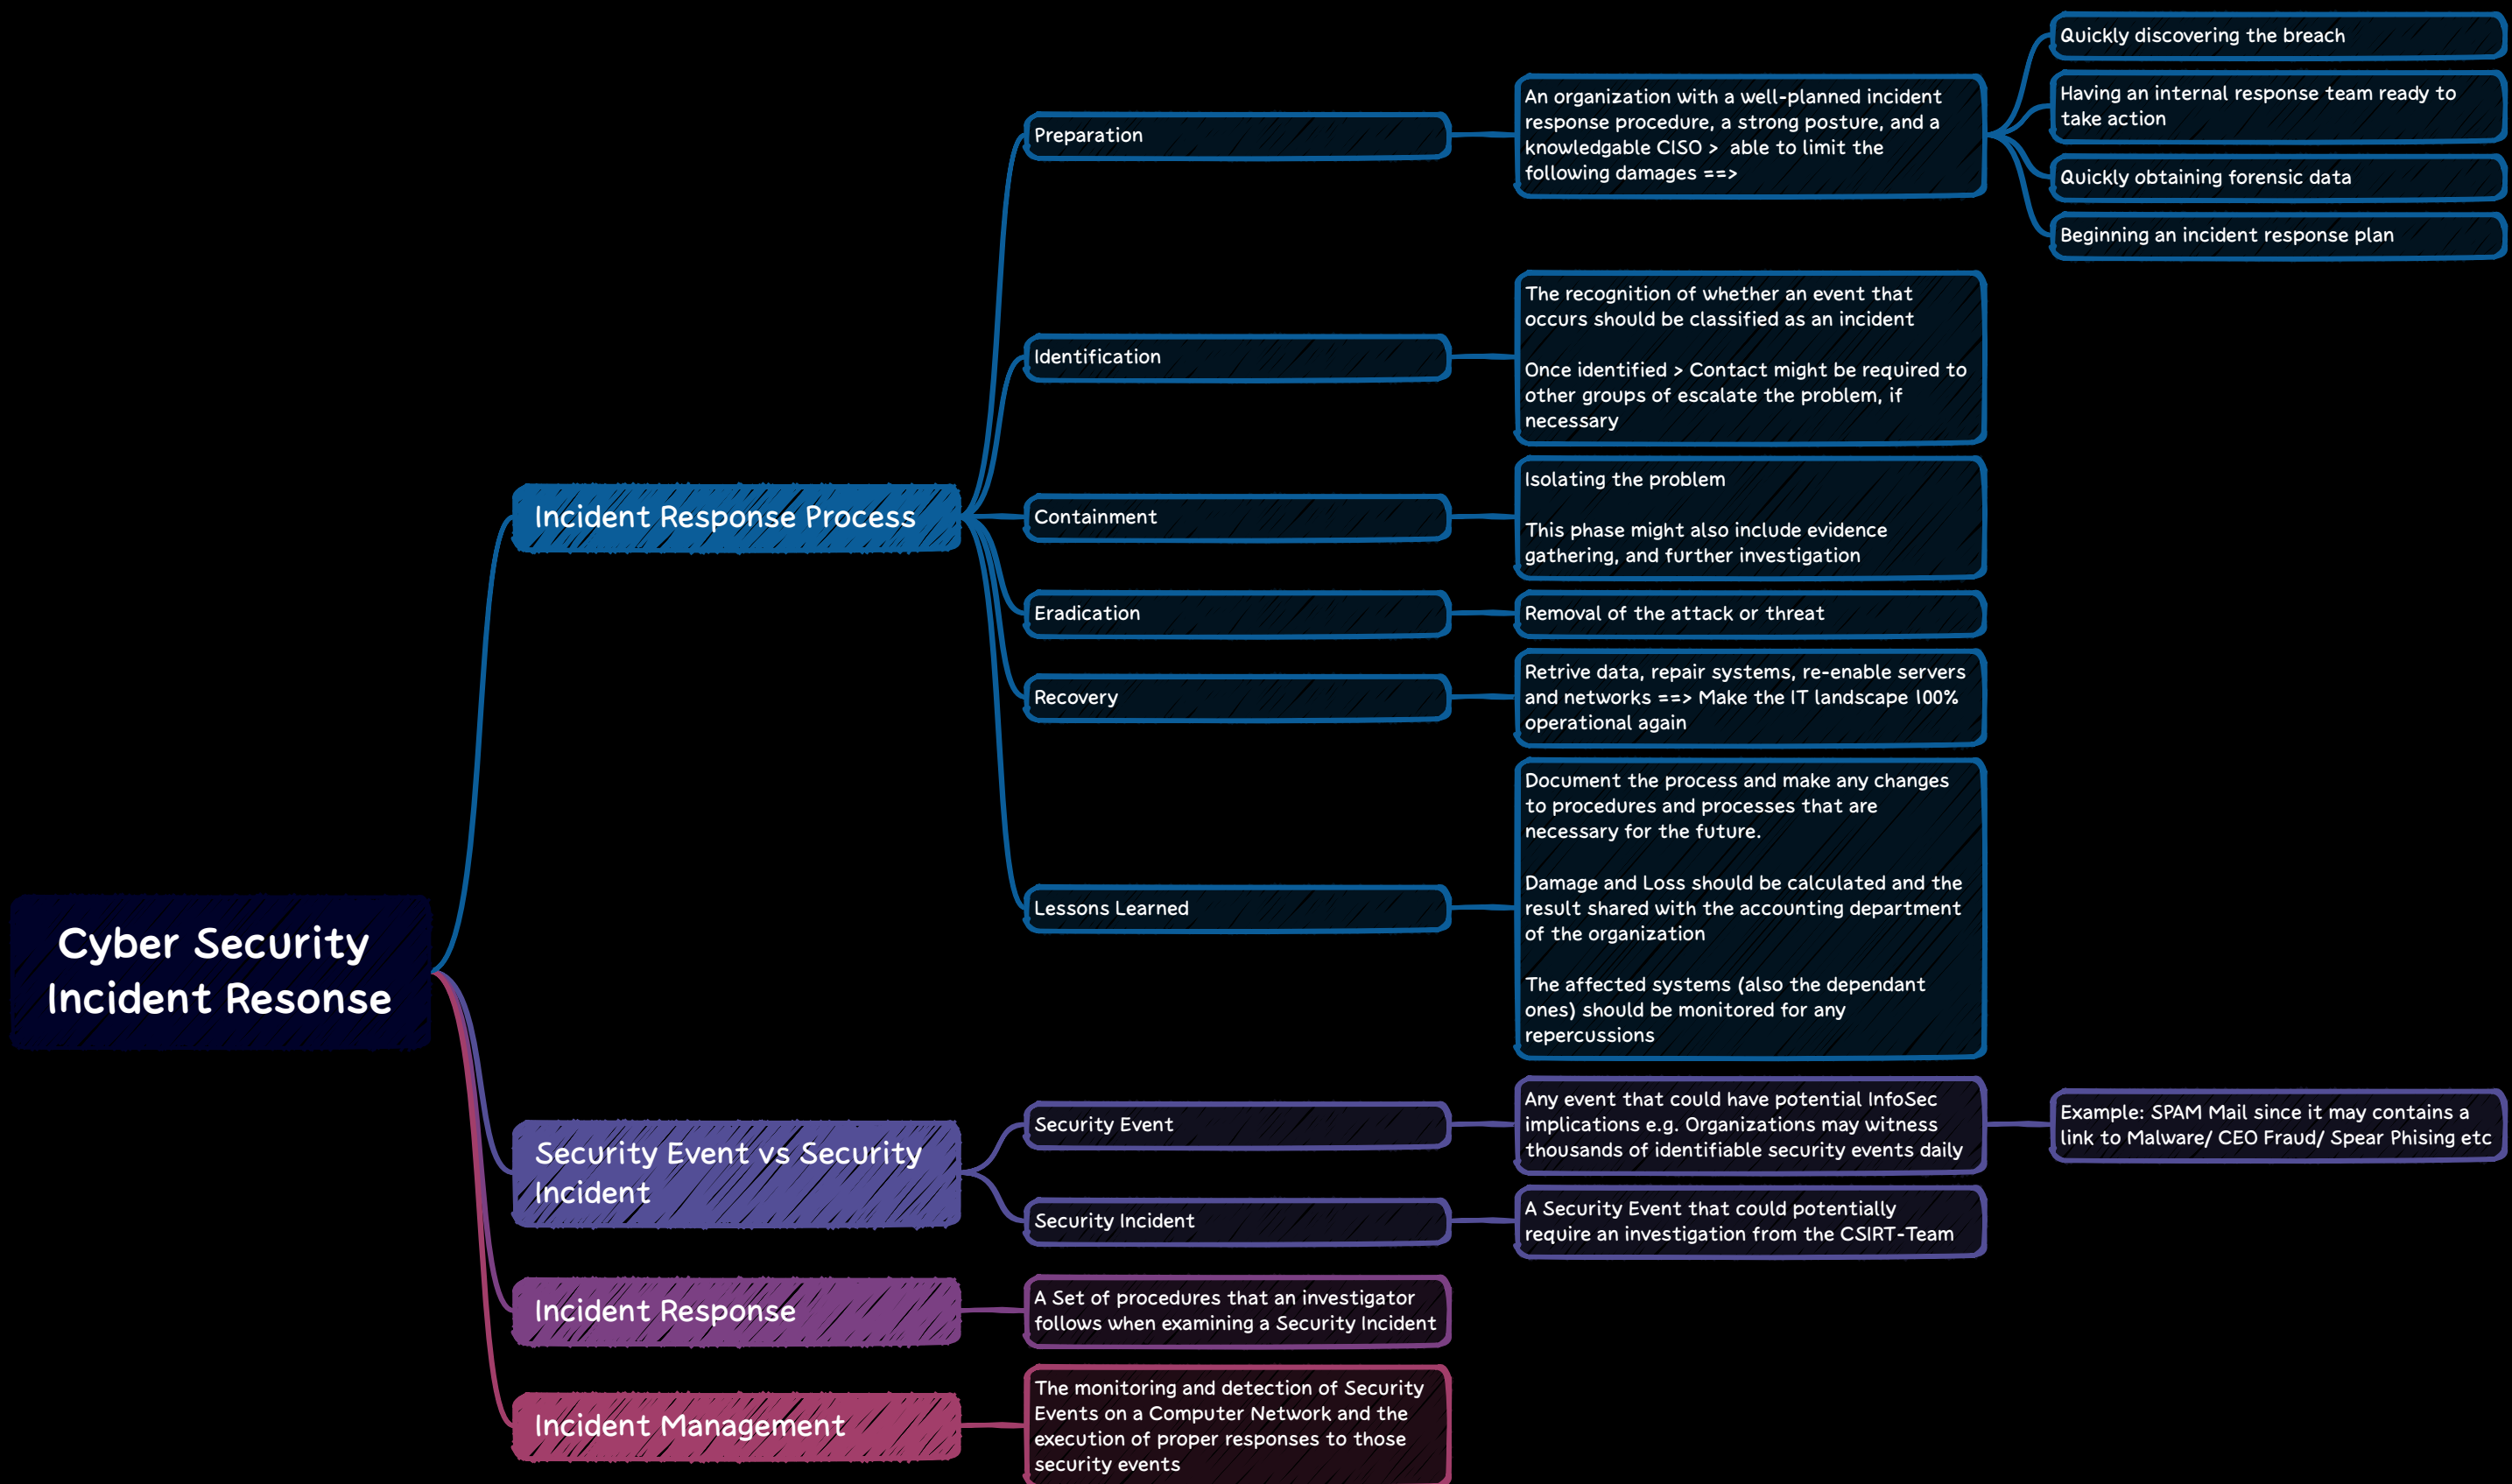 Cyber Security
Incident Resonse
Incident Response Process
Preparation
An organization with a well-planned incident
response procedure, a strong posture, and a
knowledgable CISO >  able to limit the
following damages ==>
Quickly discovering the breach
Having an internal response team ready to
take action
Quickly obtaining forensic data
Beginning an incident response plan
Identification
The recognition of whether an event that
occurs should be classified as an incident
Once identified > Contact might be required to
other groups of escalate the problem, if
necessary
Containment
Isolating the problem
This phase might also include evidence
gathering, and further investigation
Eradication
Removal of the attack or threat
Recovery
Retrive data, repair systems, re-enable servers
and networks ==> Make the IT landscape 100%
operational again
Lessons Learned
Document the process and make any changes
to procedures and processes that are
necessary for the future.
Damage and Loss should be calculated and the
result shared with the accounting department
of the organization
The affected systems (also the dependant
ones) should be monitored for any
repercussions
Security Event vs Security
Incident
Security Event
Any event that could have potential InfoSec
implications e.g. Organizations may witness
thousands of identifiable security events daily
Example: SPAM Mail since it may contains a
link to Malware/ CEO Fraud/ Spear Phising etc
Security Incident
A Security Event that could potentially
require an investigation from the CSIRT-Team
Incident Response
A Set of procedures that an investigator
follows when examining a Security Incident
Incident Management
The monitoring and detection of Security
Events on a Computer Network and the
execution of proper responses to those
security events